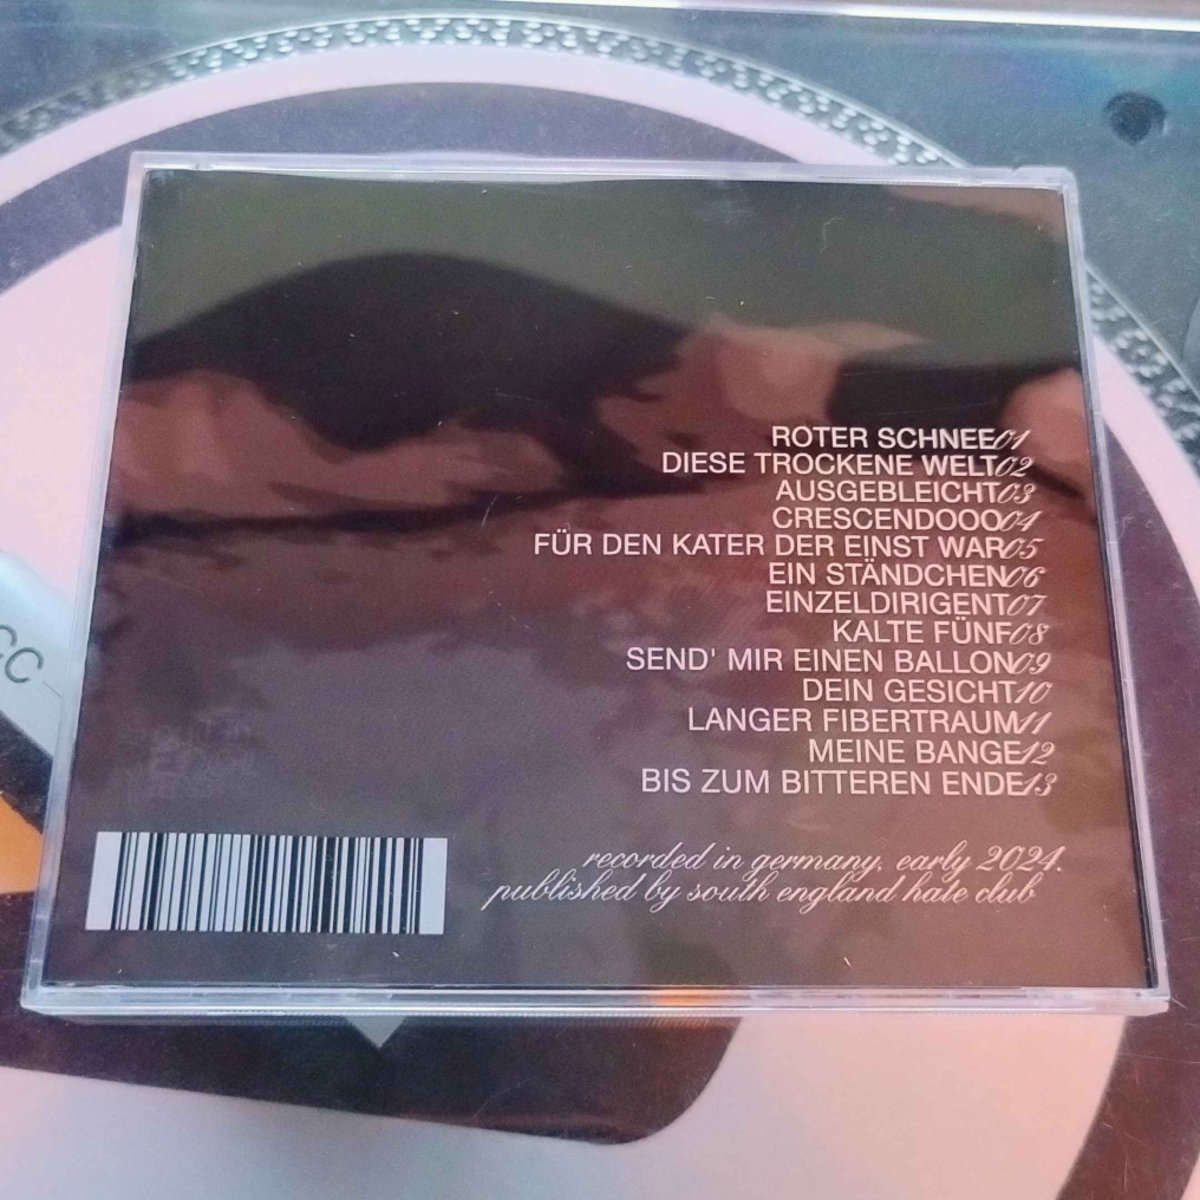 ROTER SCHNEE01
DIESE TROCKENE WELT02
AUSGEBLEICHT03
CRESCENDOOO04
FÜR DEN KATER DER EINST WAR05
EIN STÄNDCHEN06
EINZELDIRIGENT07
KALTE FÜNF08
SEND' MIR EINEN BALLON09
DEIN GESICHT10
LANGER FIBERTRAUM11
MEINE BANGE12
BIS ZUM BITTEREN ENDE13
recorded in germany, early 2024.
published by south england hate club